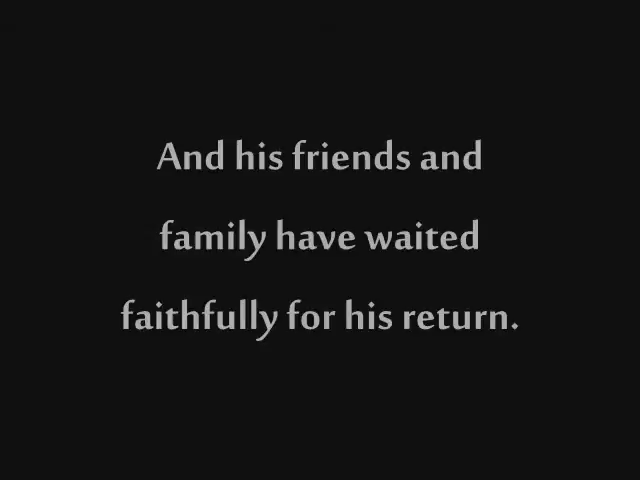 And his friends and
family have waited
faithfully for his return.